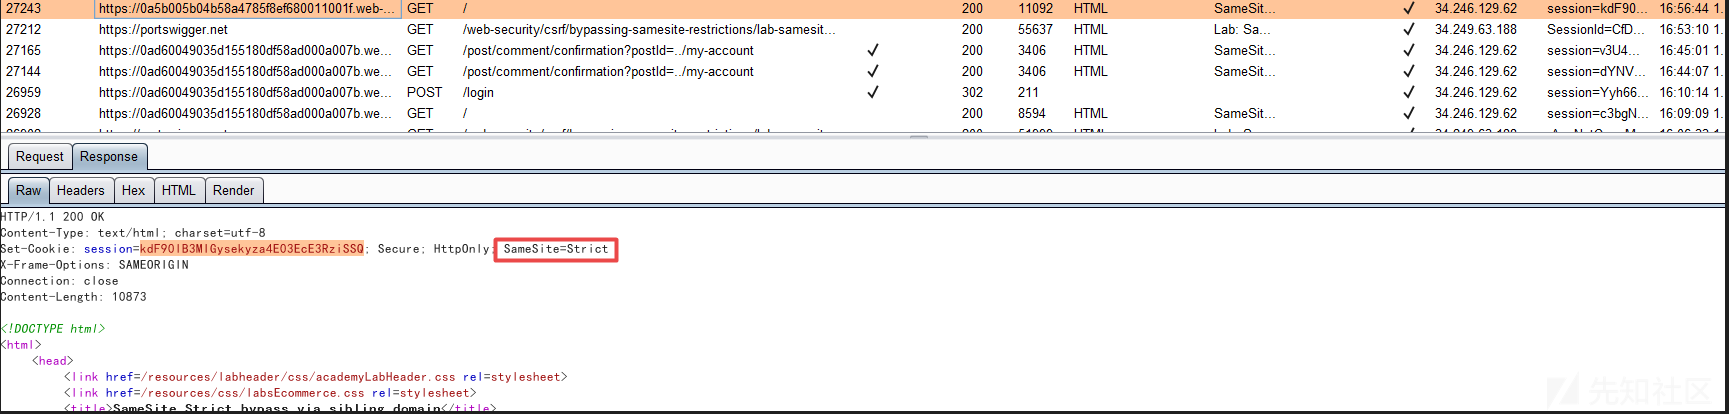 27243 https://0a5b005b04b58a4785f8ef680011001f.web-... GET / 200 11092 HTML SameSit... ✓ 34.246.129.62 session=kdF90... 16:56:44 1.
27212 https://portswigger.net GET /web-security/csrf/bypassing-samesite-restrictions/lab-samesit... 200 55637 HTML Lab: Sa... ✓ 34.249.63.188 SessionId=CfD... 16:53:10 1.
27165 https://0ad60049035d155180df58ad000a007b.we... GET /post/comment/confirmation?postId=../my-account ✓ 200 3406 HTML SameSit... ✓ 34.246.129.62 session=v3U4... 16:45:01 1.
27144 https://0ad60049035d155180df58ad000a007b.we... GET /post/comment/confirmation?postId=../my-account ✓ 200 3406 HTML SameSit... ✓ 34.246.129.62 session=dYNV... 16:44:07 1.
26959 https://0ad60049035d155180df58ad000a007b.we... POST /login ✓ 302 211 ✓ 34.246.129.62 session=Yyh66... 16:10:14 1.
26928 https://0ad60049035d155180df58ad000a007b.we... GET / 200 8594 HTML SameSit... ✓ 34.246.129.62 session=c3bgN... 16:09:09 1.
Request Response
Raw Headers Hex HTML Render
HTTP/1.1 200 OK
Content-Type: text/html; charset=utf-8
Set-Cookie: session=kdF90lB3MlGysekyza4E03EcE3RziSSQ; Secure; HttpOnly; SameSite=Strict
X-Frame-Options: SAMEORIGIN
Connection: close
Content-Length: 10873
<!DOCTYPE html>
<html>
<head>
<link href=/resources/labheader/css/academyLabHeader.css rel=stylesheet>
<link href=/resources/css/labsEcommerce.css rel=stylesheet>
<title>SameSite Strict bypass via sibling domain</title>
先知社区